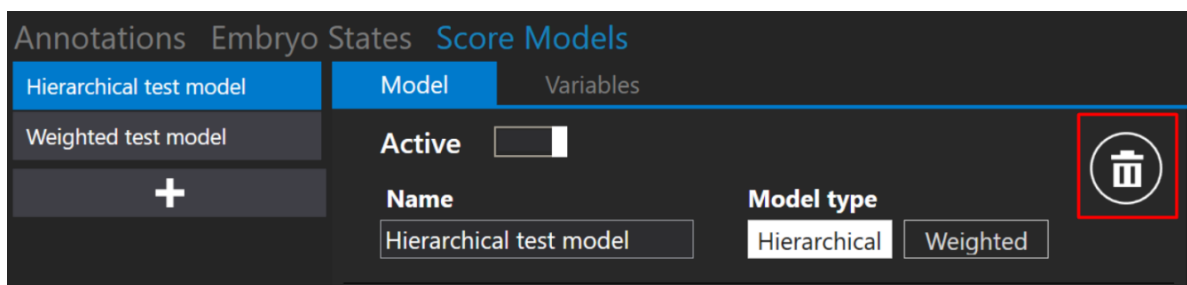 Annotations Embryo States Score Models
Hierarchical test model
Weighted test model
Model Variables
Active
Name
Hierarchical test model
Model type
Hierarchical Weighted